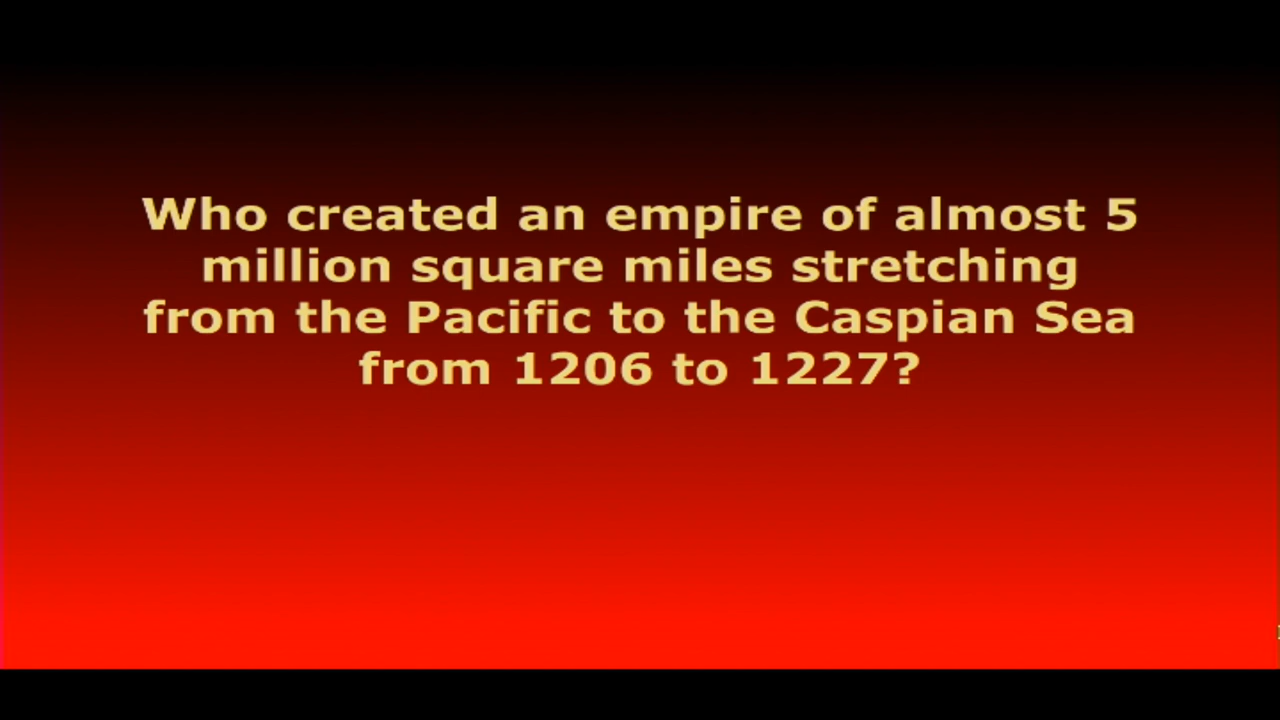 Who created an empire of almost 5
million square miles stretching
from the Pacific to the Caspian Sea
from 1206 to 1227?